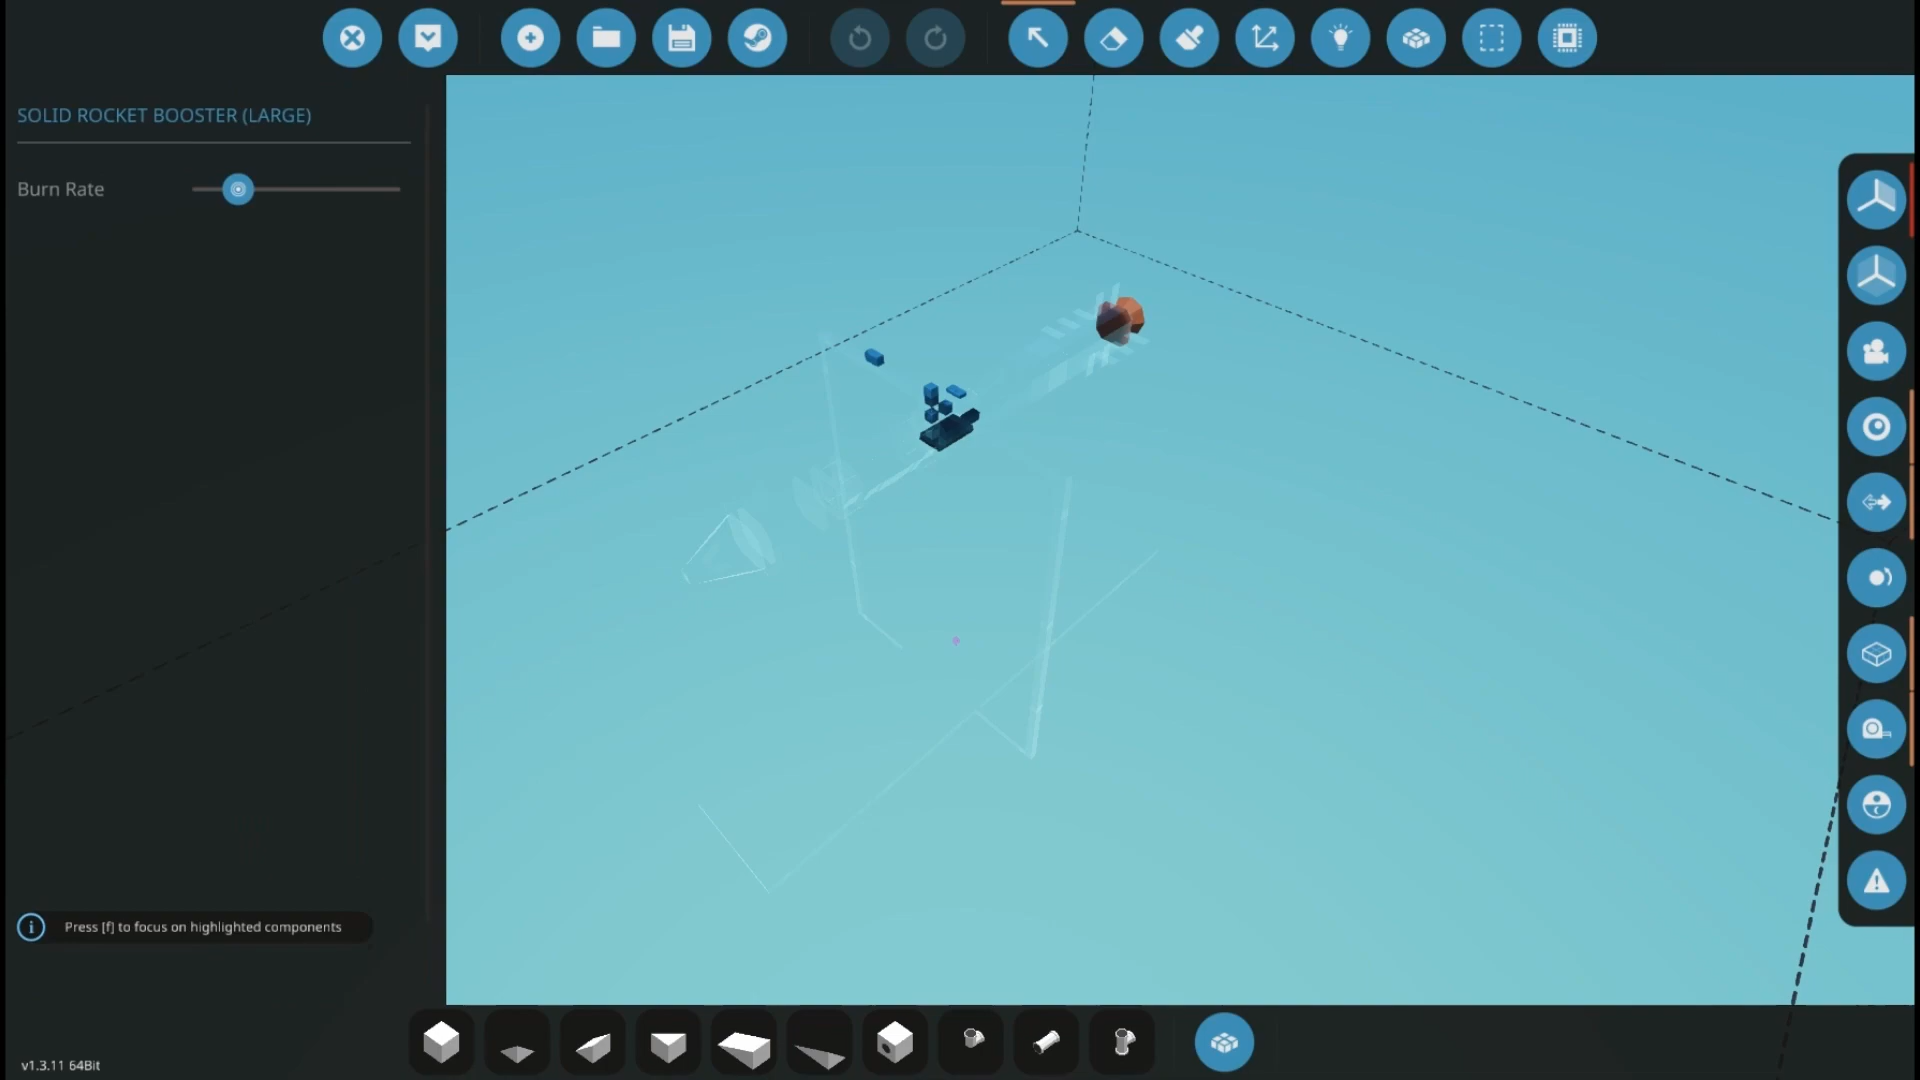 SOLID ROCKET BOOSTER (LARGE)
Burn Rate
Press [f] to focus on highlighted components
v1.3.11 64Bit